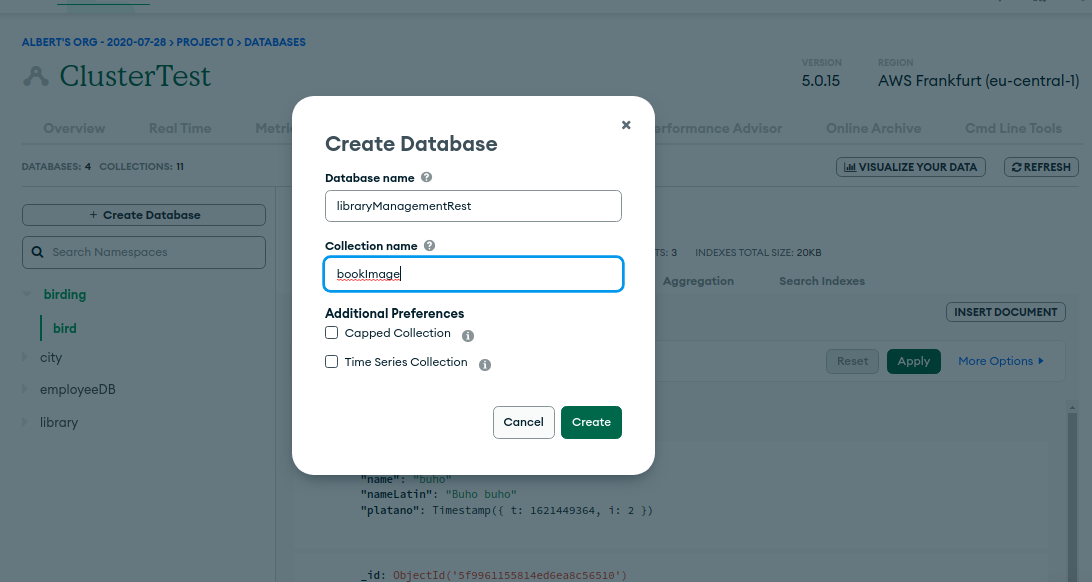 ALBERT'S ORG - 2020-07-28 > PROJECT 0 > DATABASES
ClusterTest
VERSION
5.0.15
REGION
AWS Frankfurt (eu-central-1)
Overview
Real Time
Metri
erformance Advisor
Online Archive
Cmd Line Tools
DATABASES: 4 COLLECTIONS: 11
VISUALIZE YOUR DATA
REFRESH
+ Create Database
Search Namespaces
birding
bird
city
employeeDB
library
Create Database
Database name
libraryManagementRest
Collection name
bookImage
Additional Preferences
Capped Collection
Time Series Collection
Cancel
Create
TS: 3 INDEXES TOTAL SIZE: 20KB
Aggregation
Search Indexes
INSERT DOCUMENT
Reset
Apply
More Options
"name": "buho"
"nameLatin": "Buho buho"
"platano": Timestamp({ t: 1621449364, i: 2 })
_id: ObjectId('5f9961155814ed6ea8c56510')